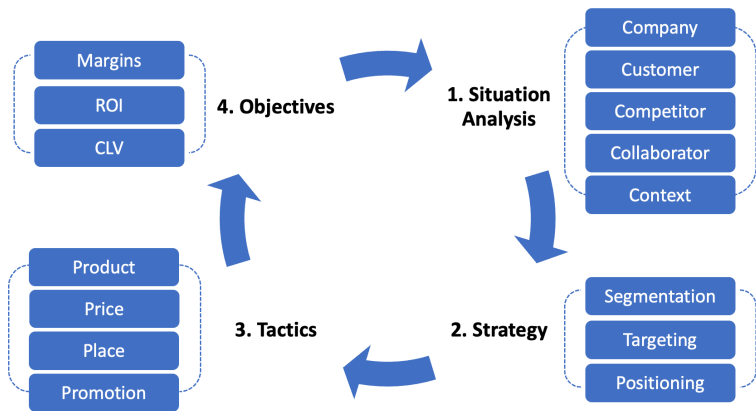 1. Situation
Analysis
Company
Customer
Competitor
Collaborator
Context
2. Strategy
Segmentation
Targeting
Positioning
3. Tactics
Product
Price
Place
Promotion
4. Objectives
Margins
ROI
CLV